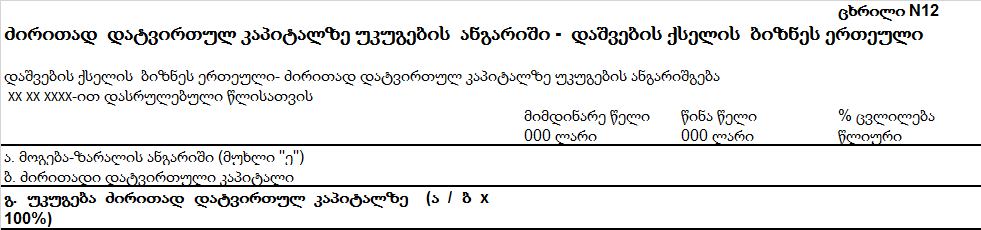 ცხრილი N12
ძირითად დატვირთულ კაპიტალზე უკუგების ანგარიში - დაშვების ქსელის ბიზნეს ერთეული
დაშვების ქსელის ბიზნეს ერთეული- ძირითად დატვირთულ კაპიტალზე უკუგების ანგარიშგება
xx xx xxxx-ით დასრულებული წლისათვის
მიმდინარე წელი წინა წელი % ცვლილება
000 ლარი 000 ლარი წლიური
ა. მოგება-ზარალის ანგარიში (მუხლი "ე")
ბ. ძირითადი დატვირთული კაპიტალი
გ. უკუგება ძირითად დატვირთულ კაპიტალზე (ა / ბ x
100%)